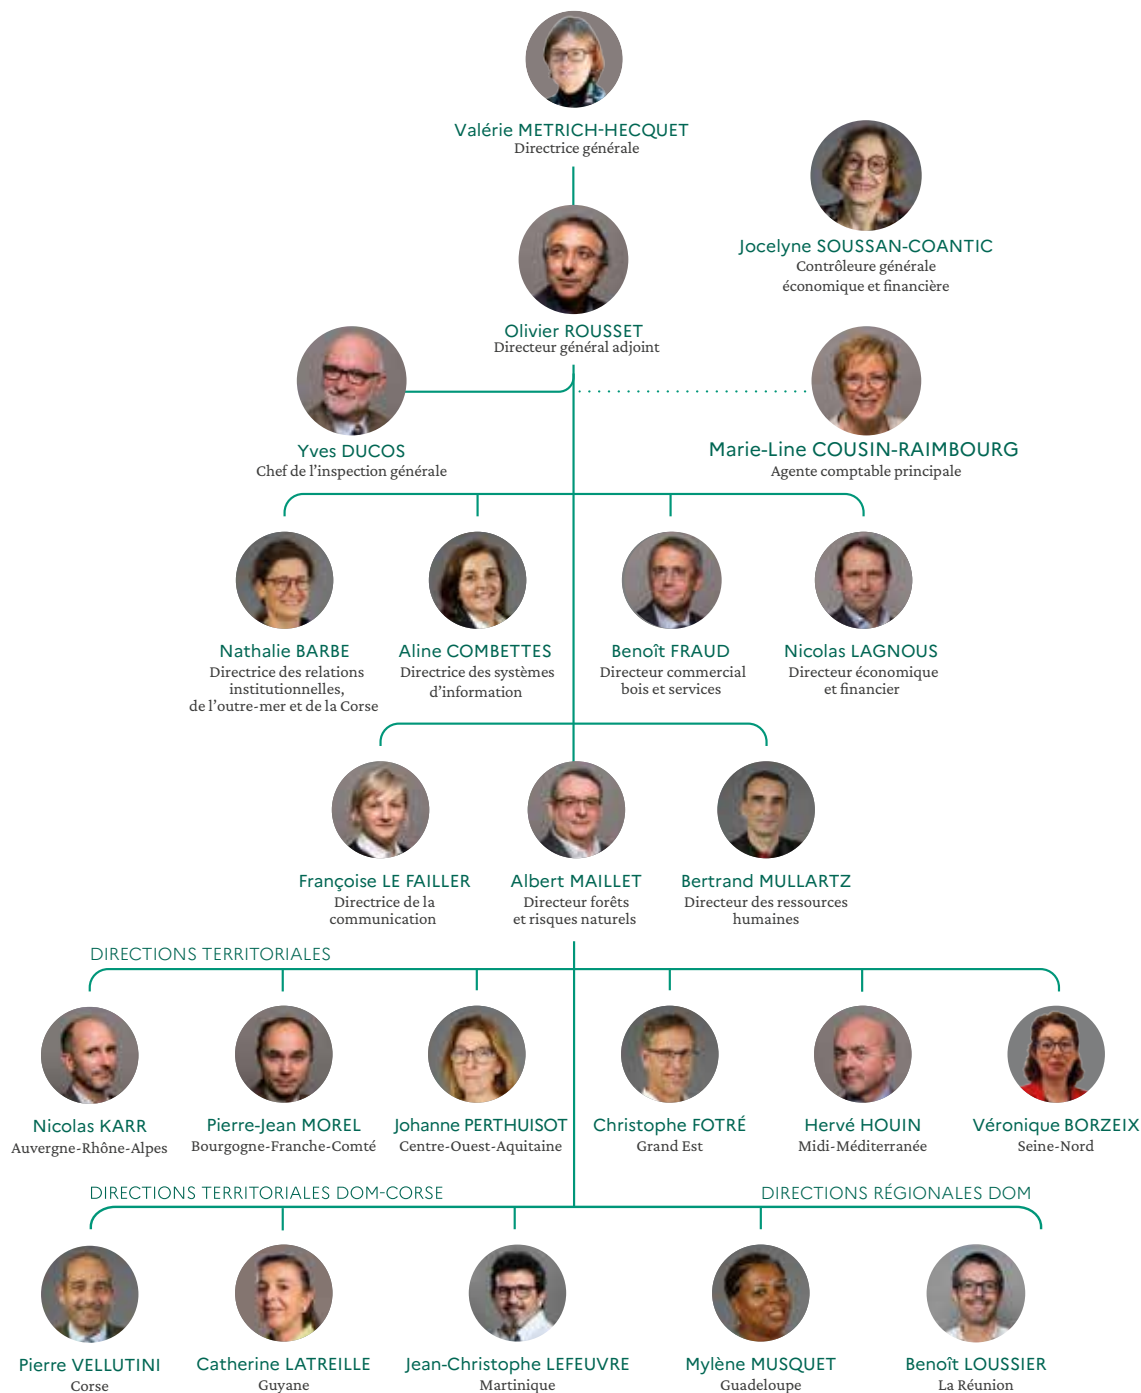 Valérie METRICH-HECQUET
Directrice générale
Jocelyne SOUSSAN-COANTIC
Contrôleure générale
économique et financière
Olivier ROUSSET
Directeur général adjoint
Yves DUCOS
Chef de l'inspection générale
Marie-Line COUSIN-RAIMBOURG
Agente comptable principale
Nathalie BARBE
Directrice des relations
institutionnelles,
de l'outre-mer et de la Corse
Aline COMBETTES
Directrice des systèmes
d'information
Benoît FRAUD
Directeur commercial
bois et services
Nicolas LAGNOUS
Directeur économique
et financier
Françoise LE FAILLER
Directrice de la
communication
Albert MAILLET
Directeur forêts
et risques naturels
Bertrand MULLARTZ
Directeur des ressources
humaines
DIRECTIONS TERRITORIALES
Nicolas KARR
Auvergne-Rhône-Alpes
Pierre-Jean MOREL
Bourgogne-Franche-Comté
Johanne PERTHUISOT
Centre-Ouest-Aquitaine
Christophe FOTRÉ
Grand Est
Hervé HOUIN
Midi-Méditerranée
Véronique BORZEIX
Seine-Nord
DIRECTIONS TERRITORIALES DOM-CORSE
DIRECTIONS RÉGIONALES DOM
Pierre VELLUTINI
Corse
Catherine LATREILLE
Guyane
Jean-Christophe LEFEUVRE
Martinique
Mylène MUSQUET
Guadeloupe
Benoît LOUSSIER
La Réunion